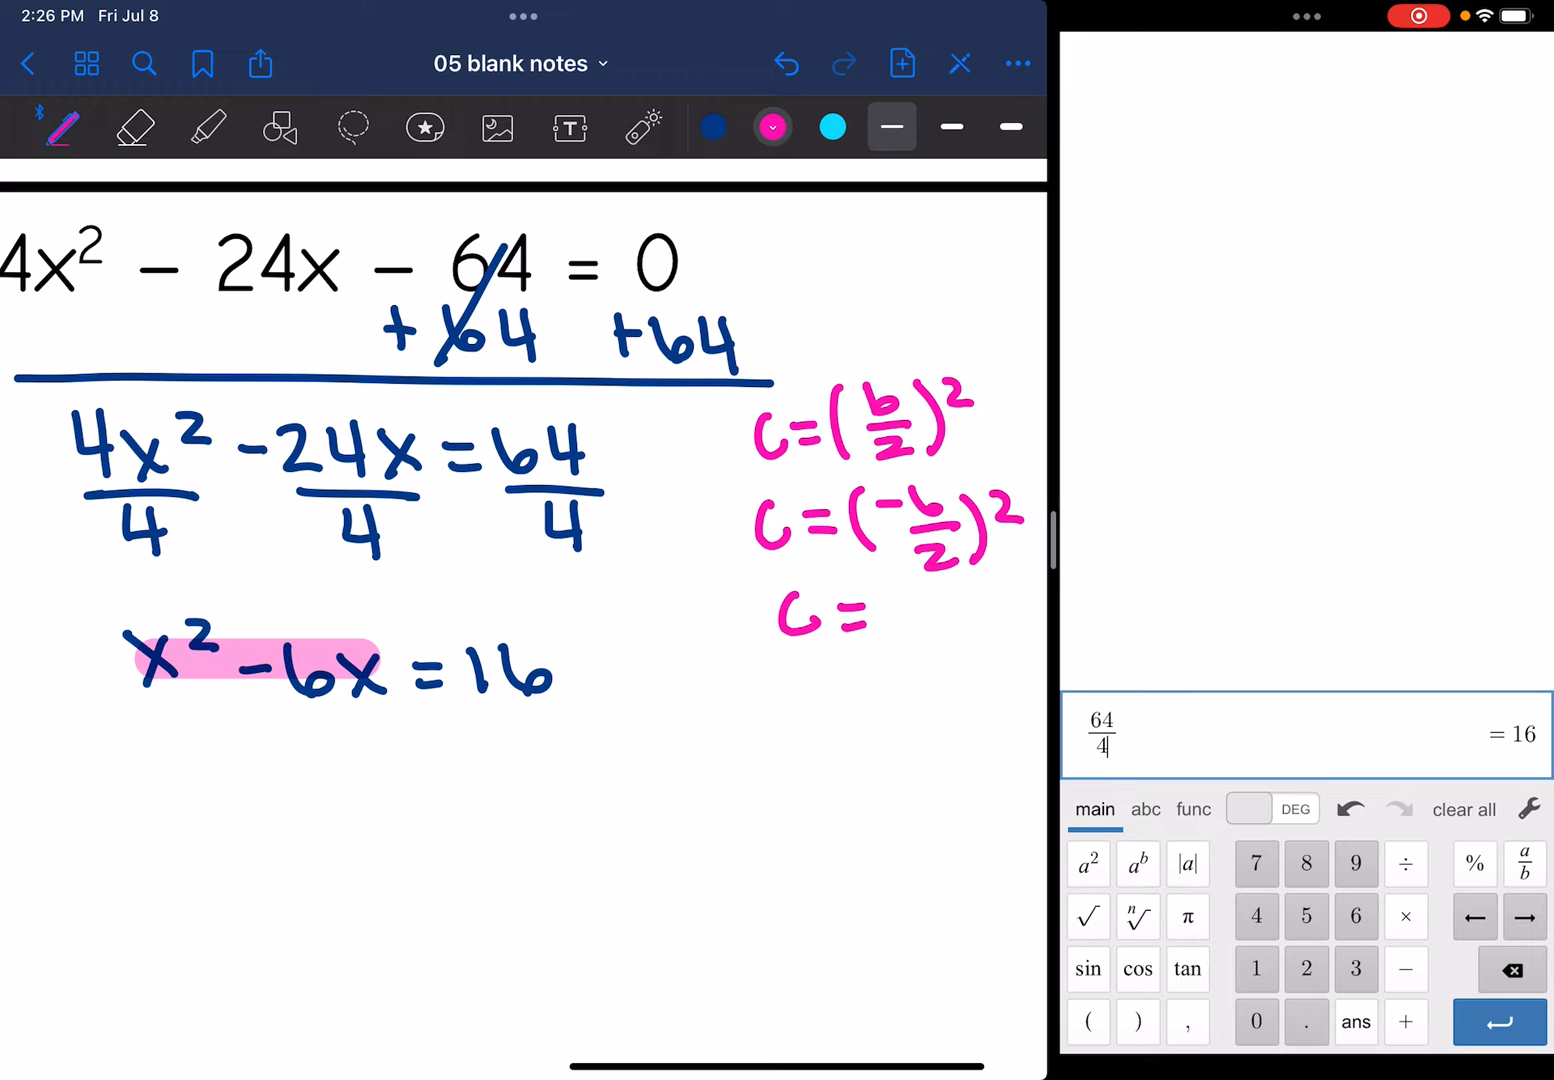 2:26 PM Fri Jul 8
05 blank notes
4x² − 24x − 64 = 0
+64 +64
4x² - 24x = 64
4 4 4
x² - 6x = 16
c = (b/2)²
c = (-6/2)²
c =
64/4 = 16
main abc func DEG clear all
a² aᵇ |a| 7 8 9 ÷ % a/b
√ ⁿ√ π 4 5 6 × ← →
sin cos tan 1 2 3 −
( ) , 0 . ans +